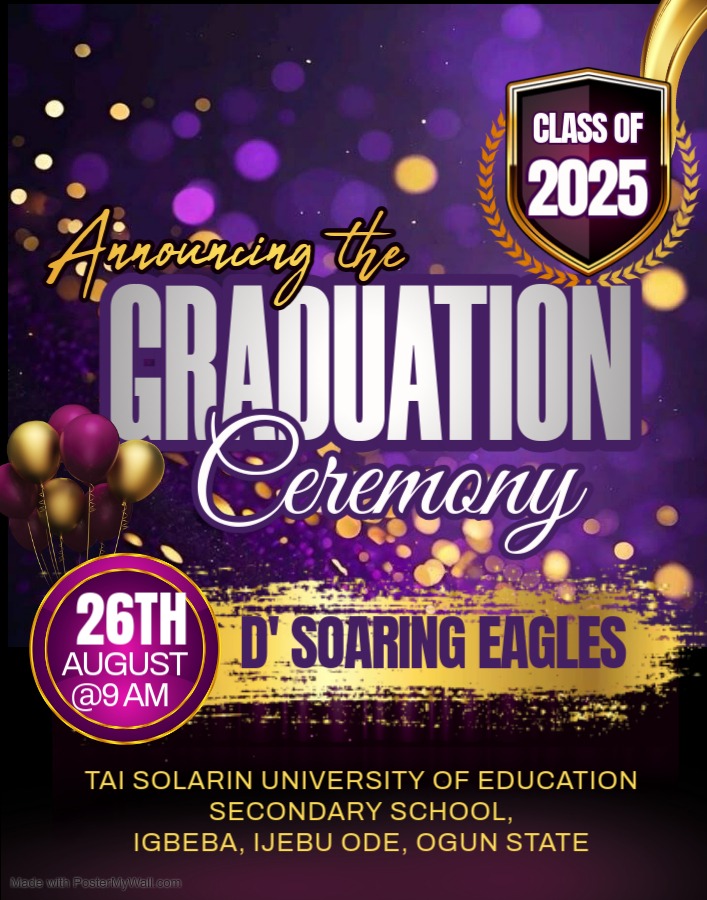 CLASS OF
2025
Announcing the
GRADUATION
Ceremony
26TH
AUGUST
@9 AM
D' SOARING EAGLES
TAI SOLARIN UNIVERSITY OF EDUCATION
SECONDARY SCHOOL,
IGBEBA, IJEBU ODE, OGUN STATE
Made with PosterMyWall.com